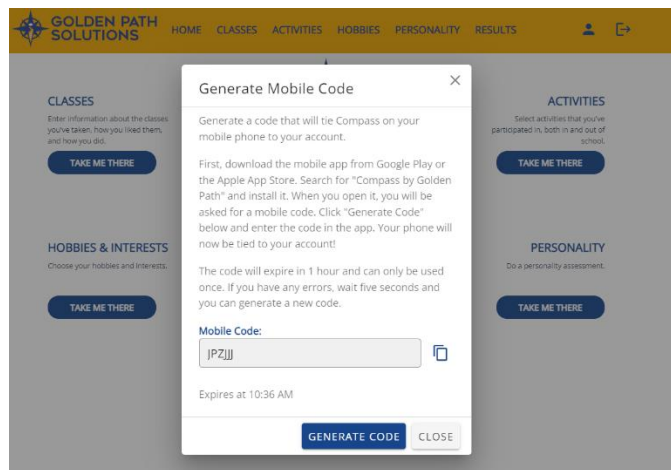 GOLDEN PATH
SOLUTIONS
HOME CLASSES ACTIVITIES HOBBIES PERSONALITY RESULTS
CLASSES
Enter information about the classes
you've taken, how you liked them,
and how you did.
TAKE ME THERE
ACTIVITIES
Select activities that you've
participated in, both in and out of
school.
TAKE ME THERE
HOBBIES & INTERESTS
Choose your hobbies and interests.
TAKE ME THERE
PERSONALITY
Do a personality assessment.
TAKE ME THERE
Generate Mobile Code
Generate a code that will tie Compass on your
mobile phone to your account.
First, download the mobile app from Google Play or
the Apple App Store. Search for "Compass by Golden
Path" and install it. When you open it, you will be
asked for a mobile code. Click "Generate Code"
below and enter the code in the app. Your phone will
now be tied to your account!
The code will expire in 1 hour and can only be used
once. If you have any errors, wait five seconds and
you can generate a new code.
Mobile Code:
JPZJJJ
Expires at 10:36 AM
GENERATE CODE CLOSE